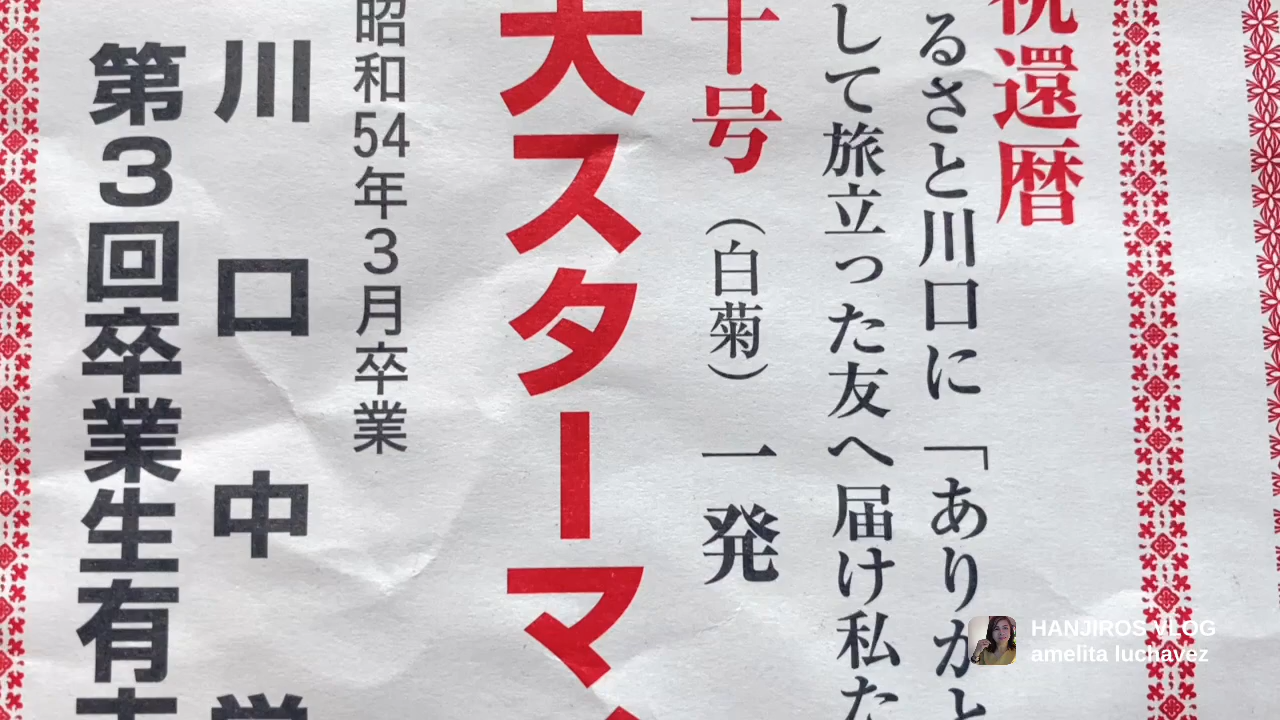 祝還暦
るさと川口に「ありがと
して旅立った友へ届け私た
十号(白菊)一発
大スターマ
昭和54年3月卒業
川口中学
第3回卒業生有志
HANJIROS VLOG
amelita luchavez